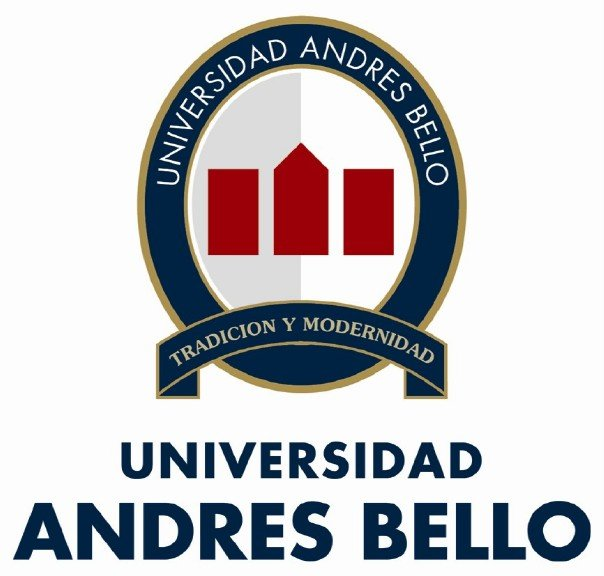 UNIVERSIDAD ANDRES BELLO
TRADICION Y MODERNIDAD
UNIVERSIDAD
ANDRES BELLO